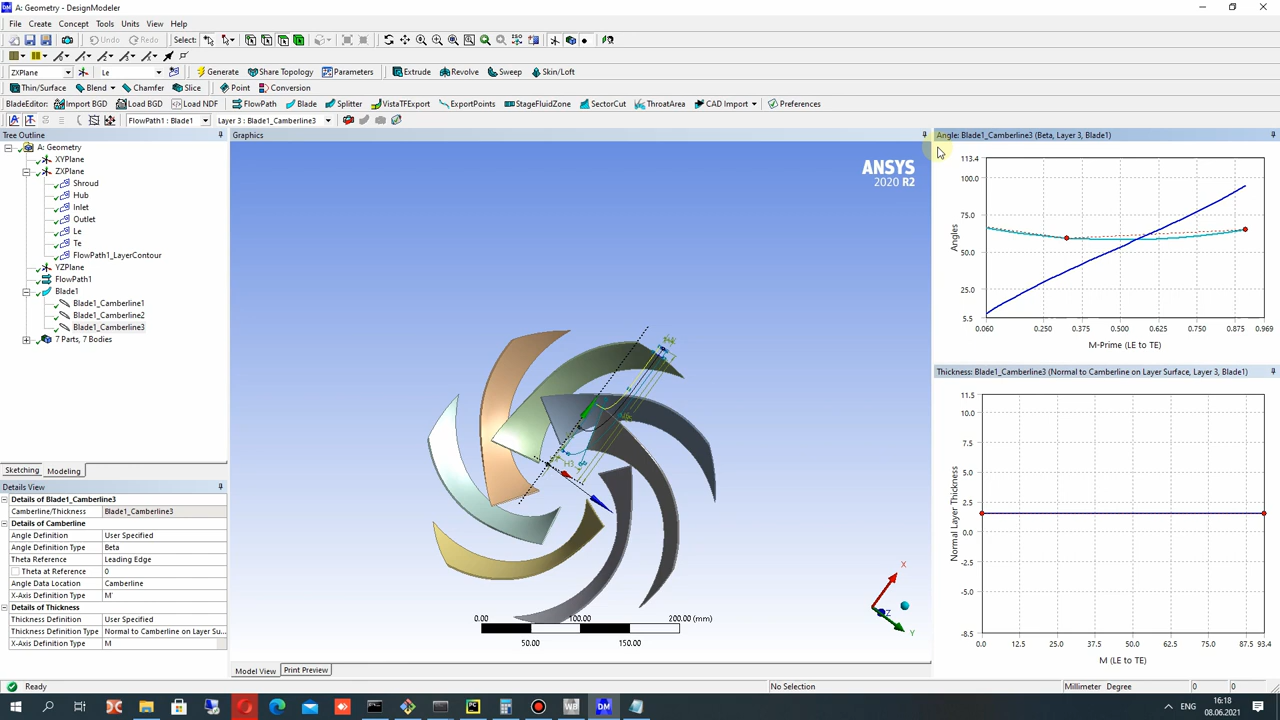 A: Geometry - DesignModeler
File Create Concept Tools Units View Help
Undo Redo Select:
ZXPlane Le Generate Share Topology Parameters Extrude Revolve Sweep Skin/Loft
Thin/Surface Blend Chamfer Slice Point Conversion
BladeEditor: Import BGD Load BGD Load NDF FlowPath Blade Splitter VistaTFExport ExportPoints StageFluidZone SectorCut ThroatArea CAD Import Preferences
FlowPath1 : Blade1 Layer 3 : Blade1_Camberline3
Tree Outline
A: Geometry
XYPlane
ZXPlane
Shroud
Hub
Inlet
Outlet
Le
Te
FlowPath1_LayerContour
YZPlane
FlowPath1
Blade1
Blade1_Camberline1
Blade1_Camberline2
Blade1_Camberline3
7 Parts, 7 Bodies
Sketching Modeling
Details View
Details of Blade1_Camberline3
Camberline/Thickness Blade1_Camberline3
Details of Camberline
Angle Definition User Specified
Angle Definition Type Beta
Theta Reference Leading Edge
Theta at Reference 0
Angle Data Location Camberline
X-Axis Definition Type M'
Details of Thickness
Thickness Definition User Specified
Thickness Definition Type Normal to Camberline on Layer Su...
X-Axis Definition Type M
Graphics
ANSYS
2020 R2
H3
X
Z
Y
0.00 100.00 200.00 (mm)
50.00 150.00
Model View Print Preview
Angle: Blade1_Camberline3 (Beta, Layer 3, Blade1)
113.4
100.0
75.0
50.0
25.0
5.5
Angles
0.060 0.250 0.375 0.500 0.625 0.750 0.875 0.969
M-Prime (LE to TE)
Thickness: Blade1_Camberline3 (Normal to Camberline on Layer Surface, Layer 3, Blade1)
11.5
10.0
7.5
5.0
2.5
0.0
-2.5
-5.0
-8.5
Normal Layer Thickness
0.0 12.5 25.0 37.5 50.0 62.5 75.0 87.5 93.4
M (LE to TE)
Ready No Selection Millimeter Degree 0 0
ENG 16:18
08.06.2021